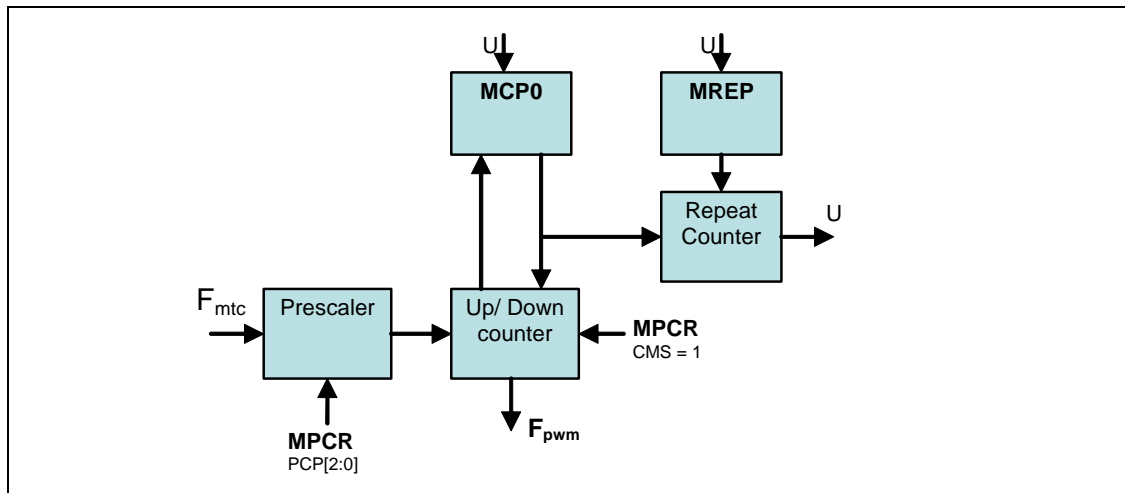 U
U
MCP0
MREP
Repeat
Counter
U
Fmtc
Prescaler
Up/ Down
counter
MPCR
CMS = 1
Fpwm
MPCR
PCP[2:0]